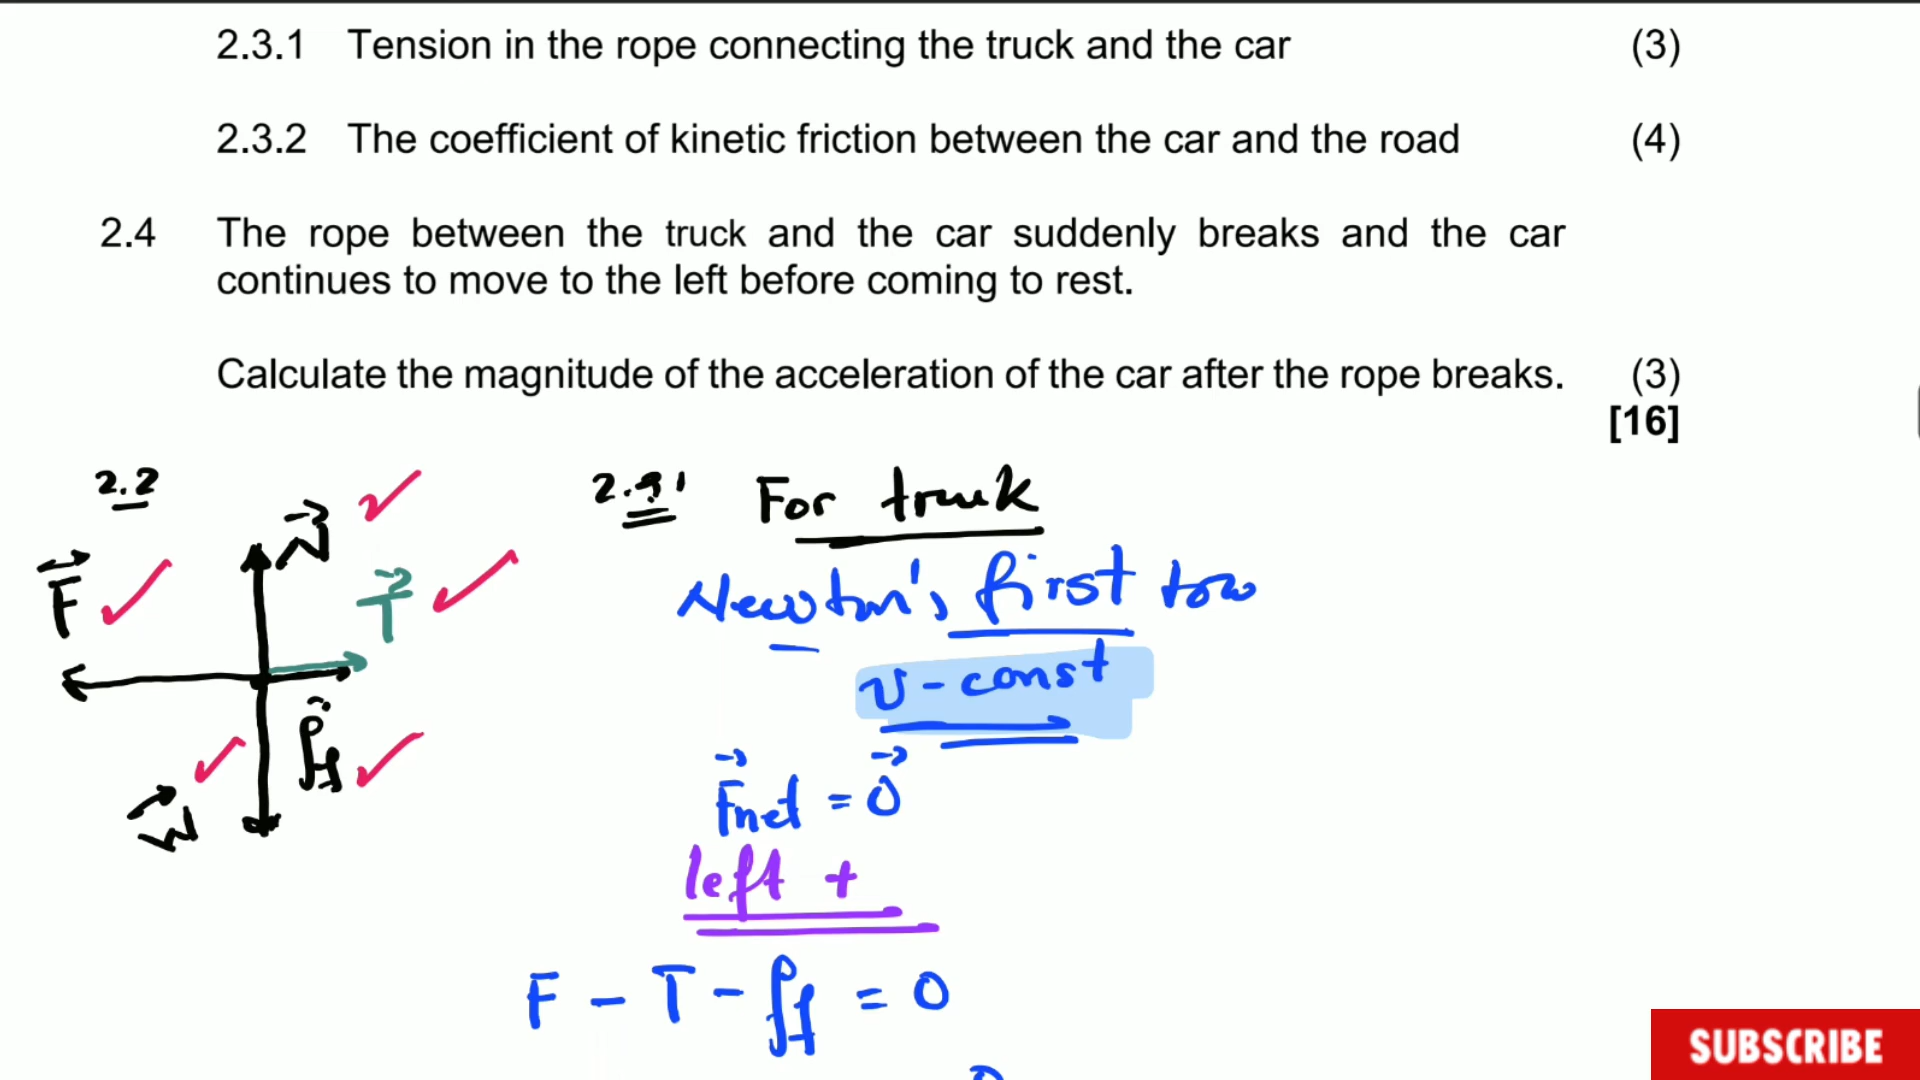 2.3.1 Tension in the rope connecting the truck and the car (3)
2.3.2 The coefficient of kinetic friction between the car and the road (4)
2.4 The rope between the truck and the car suddenly breaks and the car
continues to move to the left before coming to rest.
Calculate the magnitude of the acceleration of the car after the rope breaks. (3)
[16]
2.2
N
F
T
W
2.3.1 For truck
Newton's first law
v - const
Fnet = 0
left +
F - T - = 0
SUBSCRIBE